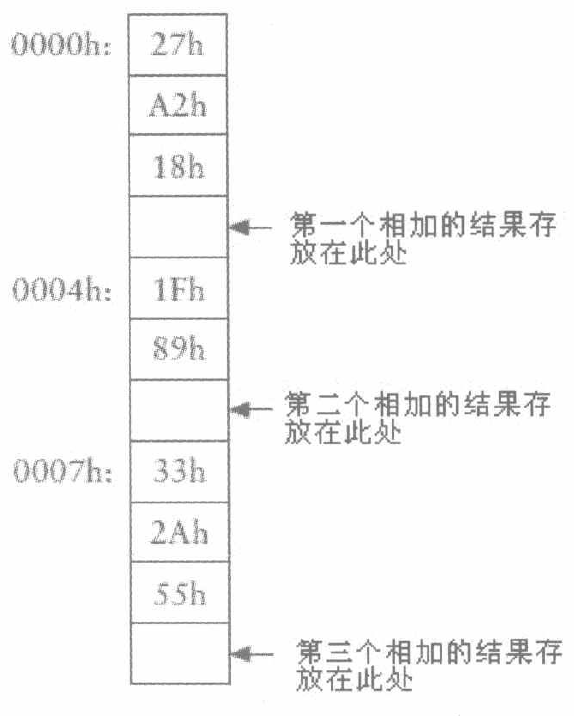 0000h: 27h
A2h
18h
第一个相加的结果存
放在此处
0004h: 1Fh
89h
第二个相加的结果存
放在此处
0007h: 33h
2Ah
55h
第三个相加的结果存
放在此处